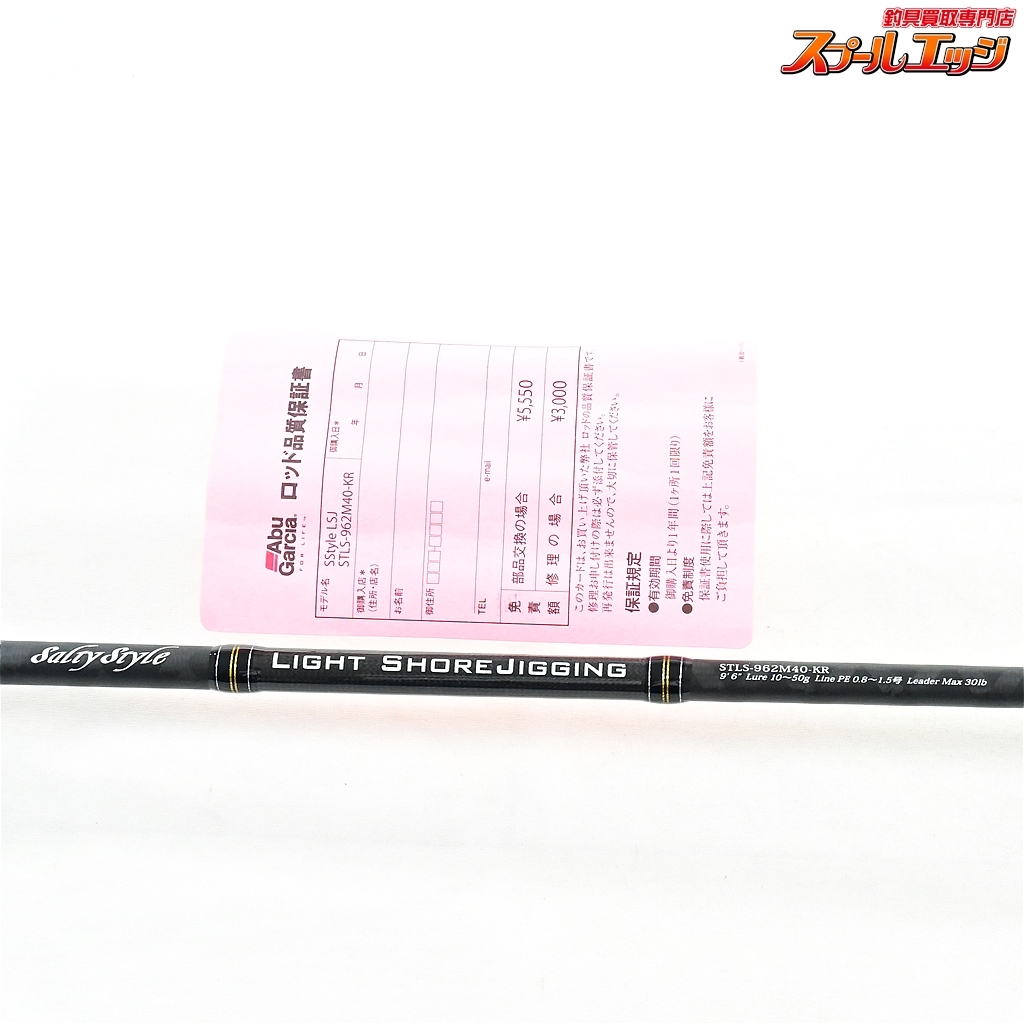 釣具買取専門店
スプールエッジ
Abu
Garcia®
FOR LIFE™
ロッド品質保証書
モデル名
SStyle LSJ
STLS-962M40-KR
御購入日*
年 月 日
御購入店*
(住所・店名)
お名前
御住所
TEL
e-mail
免責額
部品交換の場合
¥5,550
修理の場合
¥3,000
このカードは、お買い上げ頂いた弊社 ロッドの品質保証書です。
修理お申し付けの際は必ず添付してください。
再発行は出来ませんので、大切に保管してください。
保証規定
●有効期間
御購入日より1年間(1ヶ所1回限り)
●免責制度
保証書使用に際しては上記免責額をお客様に
ご負担して頂きます。
Salty Style
LIGHT SHOREJIGGING
STLS-962M40-KR
9'6" Lure 10～50g Line PE 0.8～1.5号 Leader Max 30lb